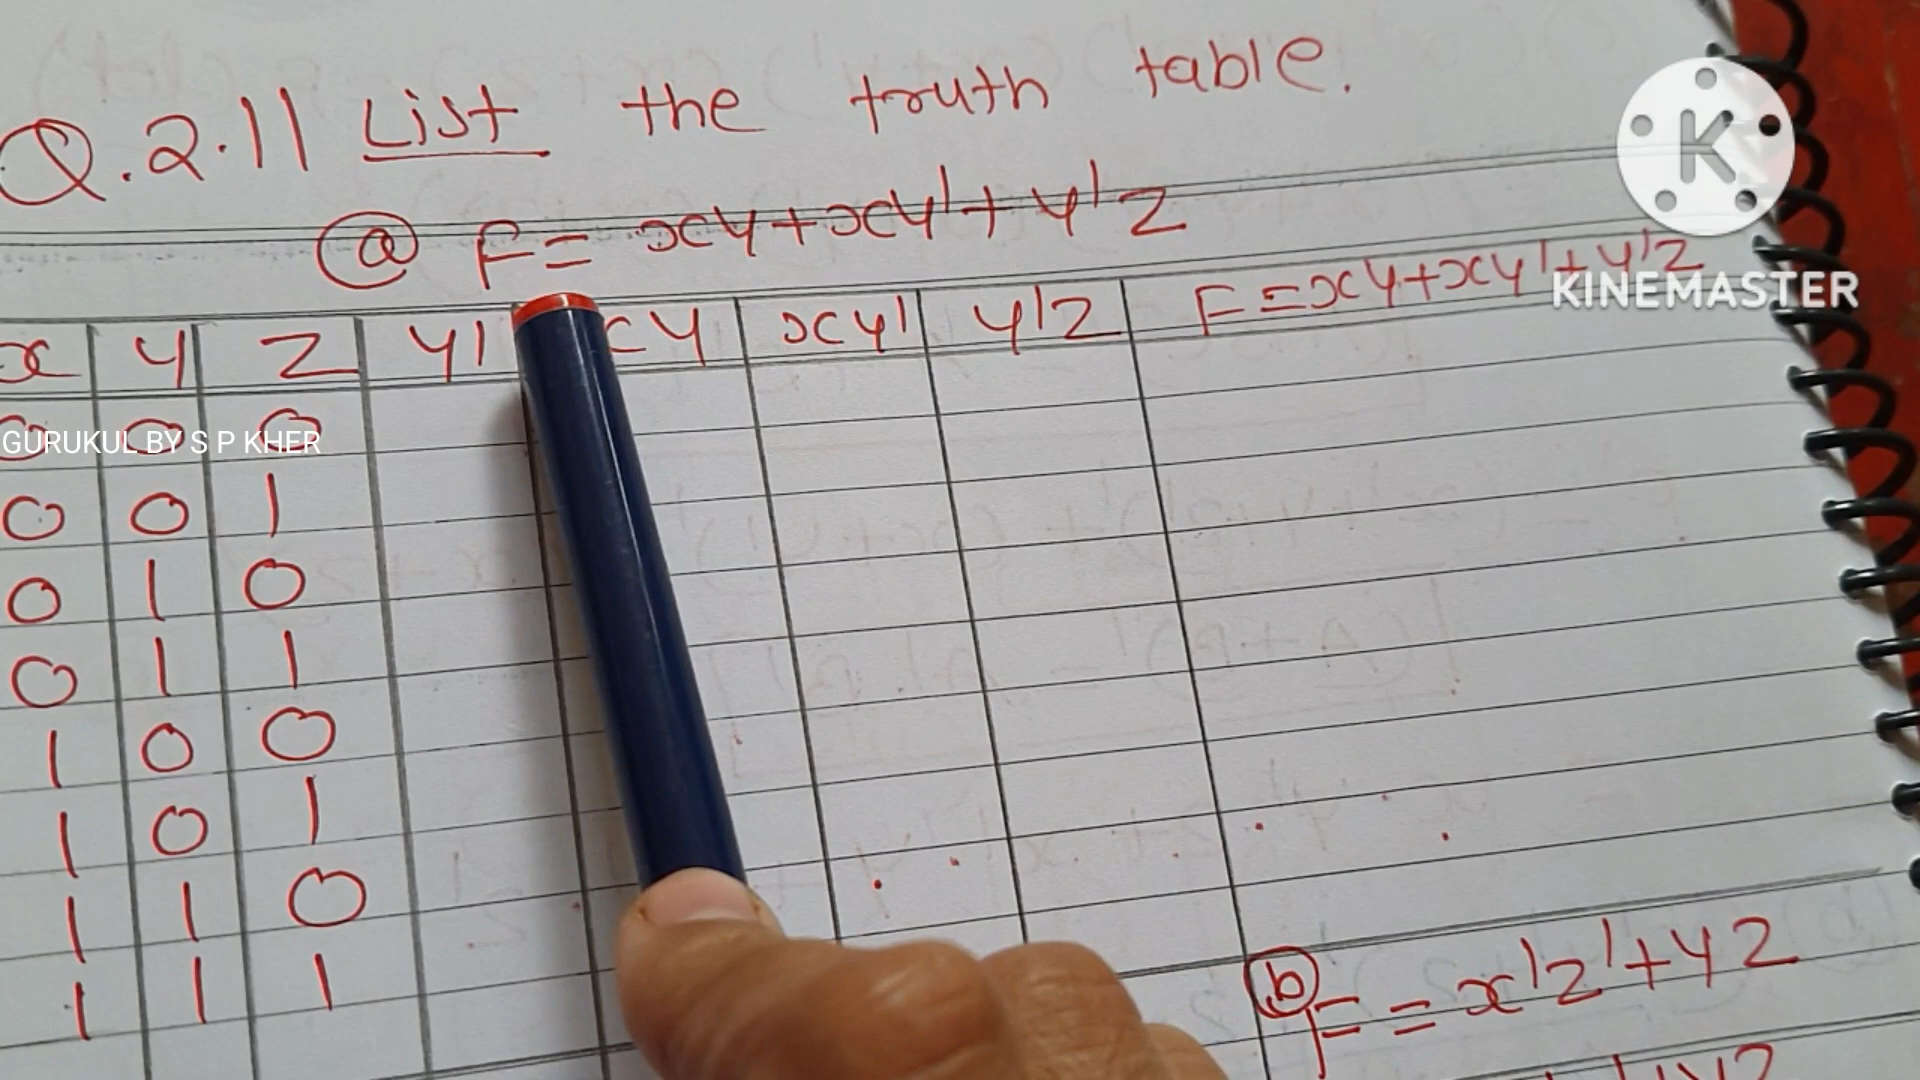 Q.2.11 List the truth table.
(a) F = xy+xy'+y'z
x y z y' xy xy' y'z F=xy+xy'+y'z
0 0 0
0 0 1
0 1 0
0 1 1
1 0 0
1 0 1
1 1 0
1 1 1
(b) F = x'z'+yz
K
KINEMASTER
GURUKUL BY S P KHER